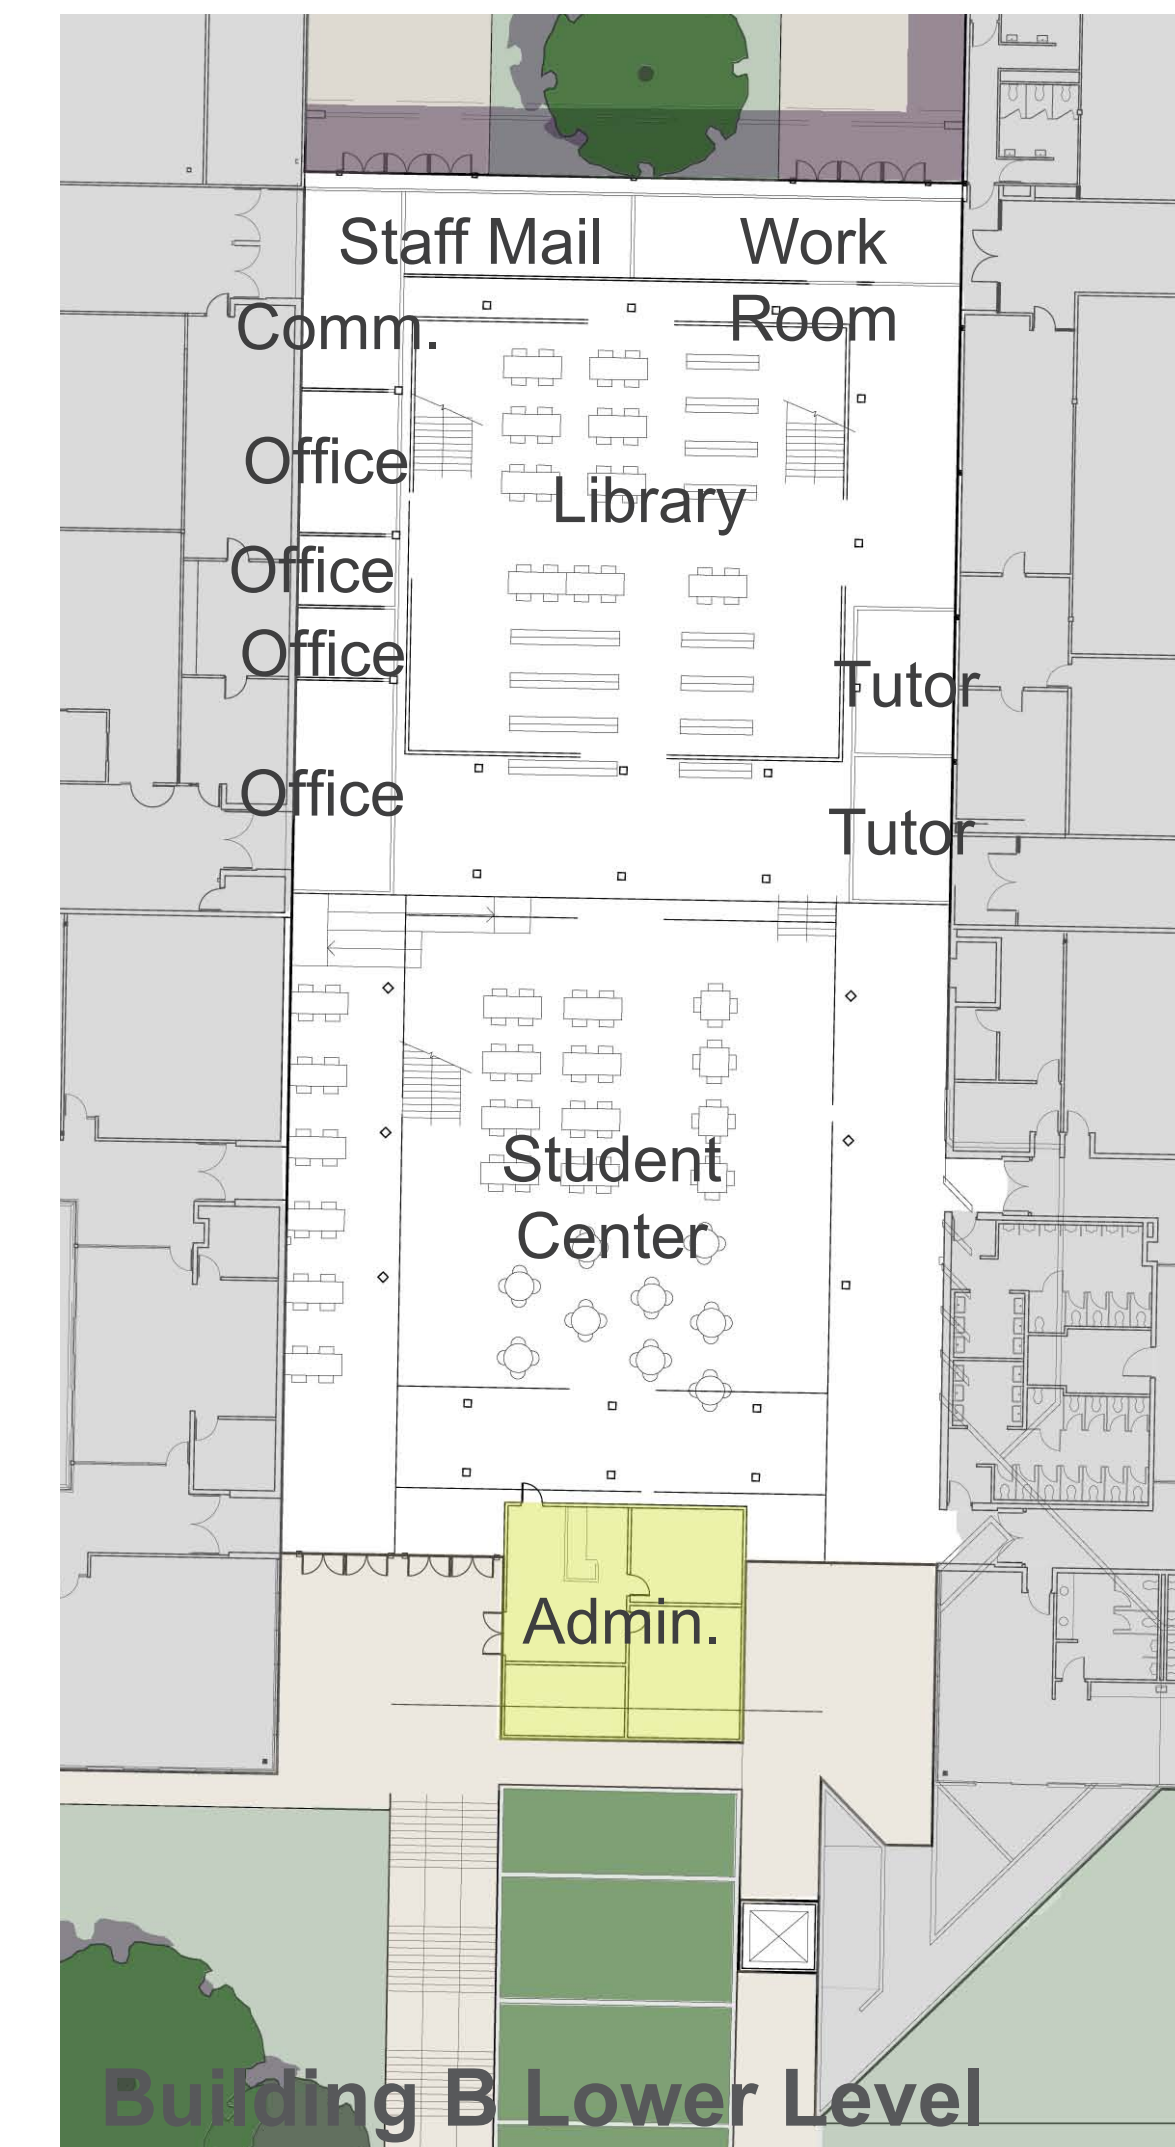 Staff Mail
Work
Room
Comm.
Office
Library
Office
Office
Tutor
Office
Tutor
Student
Center
Admin.
Building B Lower Level